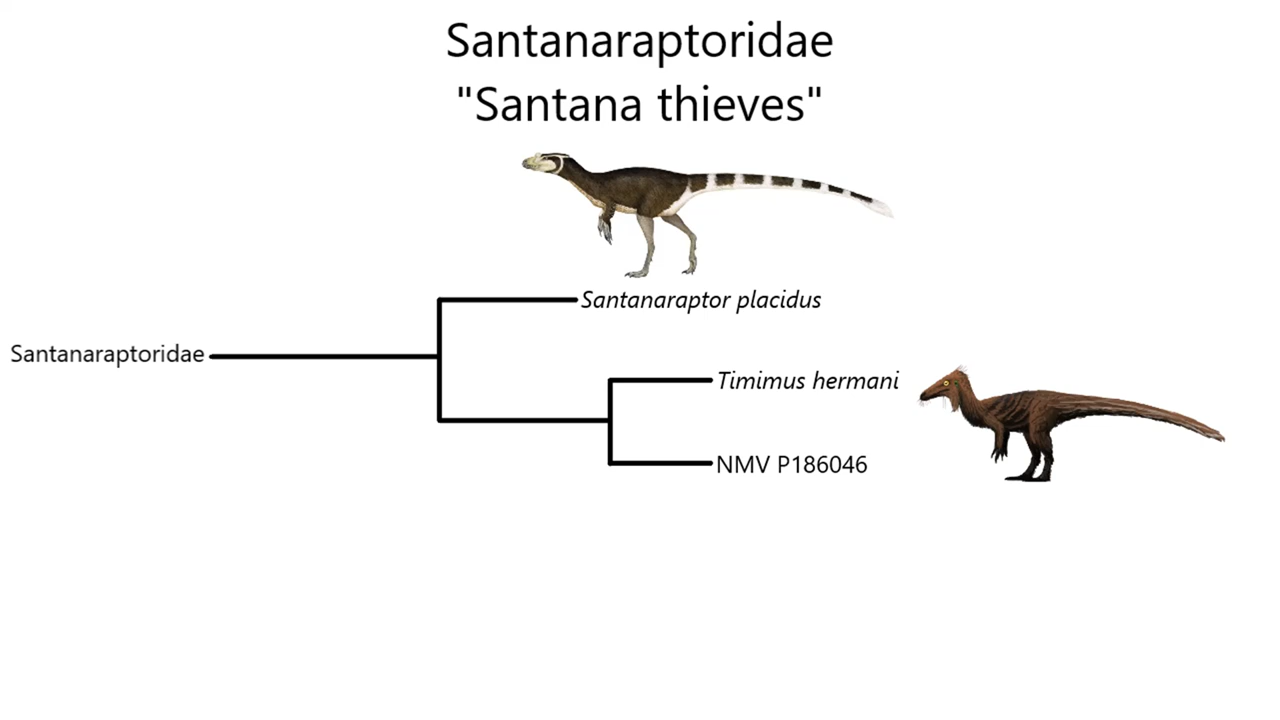 Santanaraptoridae
"Santana thieves"
Santanaraptor placidus
Santanaraptoridae
Timimus hermani
NMV P186046